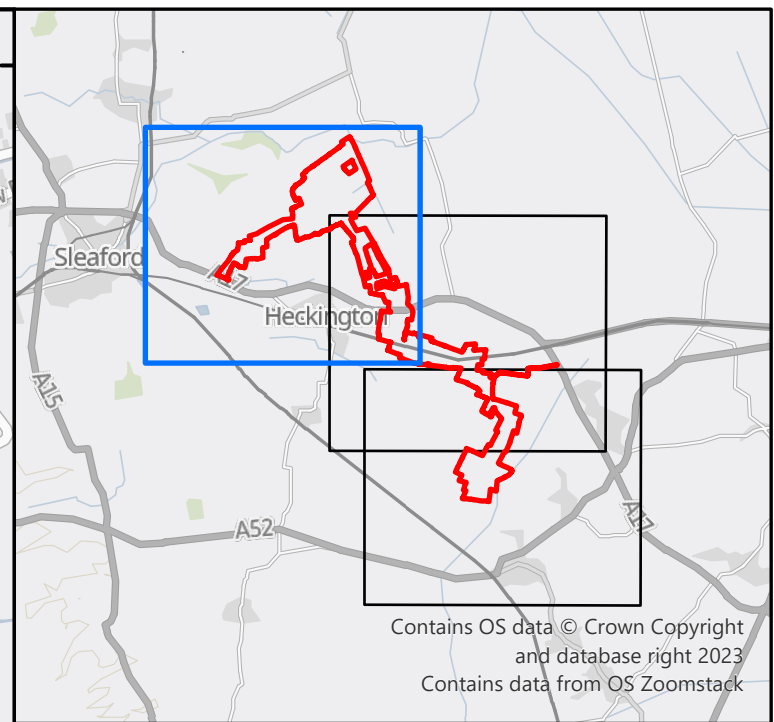 Sleaford
A17
Heckington
A15
A52
A17
Contains OS data © Crown Copyright
and database right 2023
Contains data from OS Zoomstack